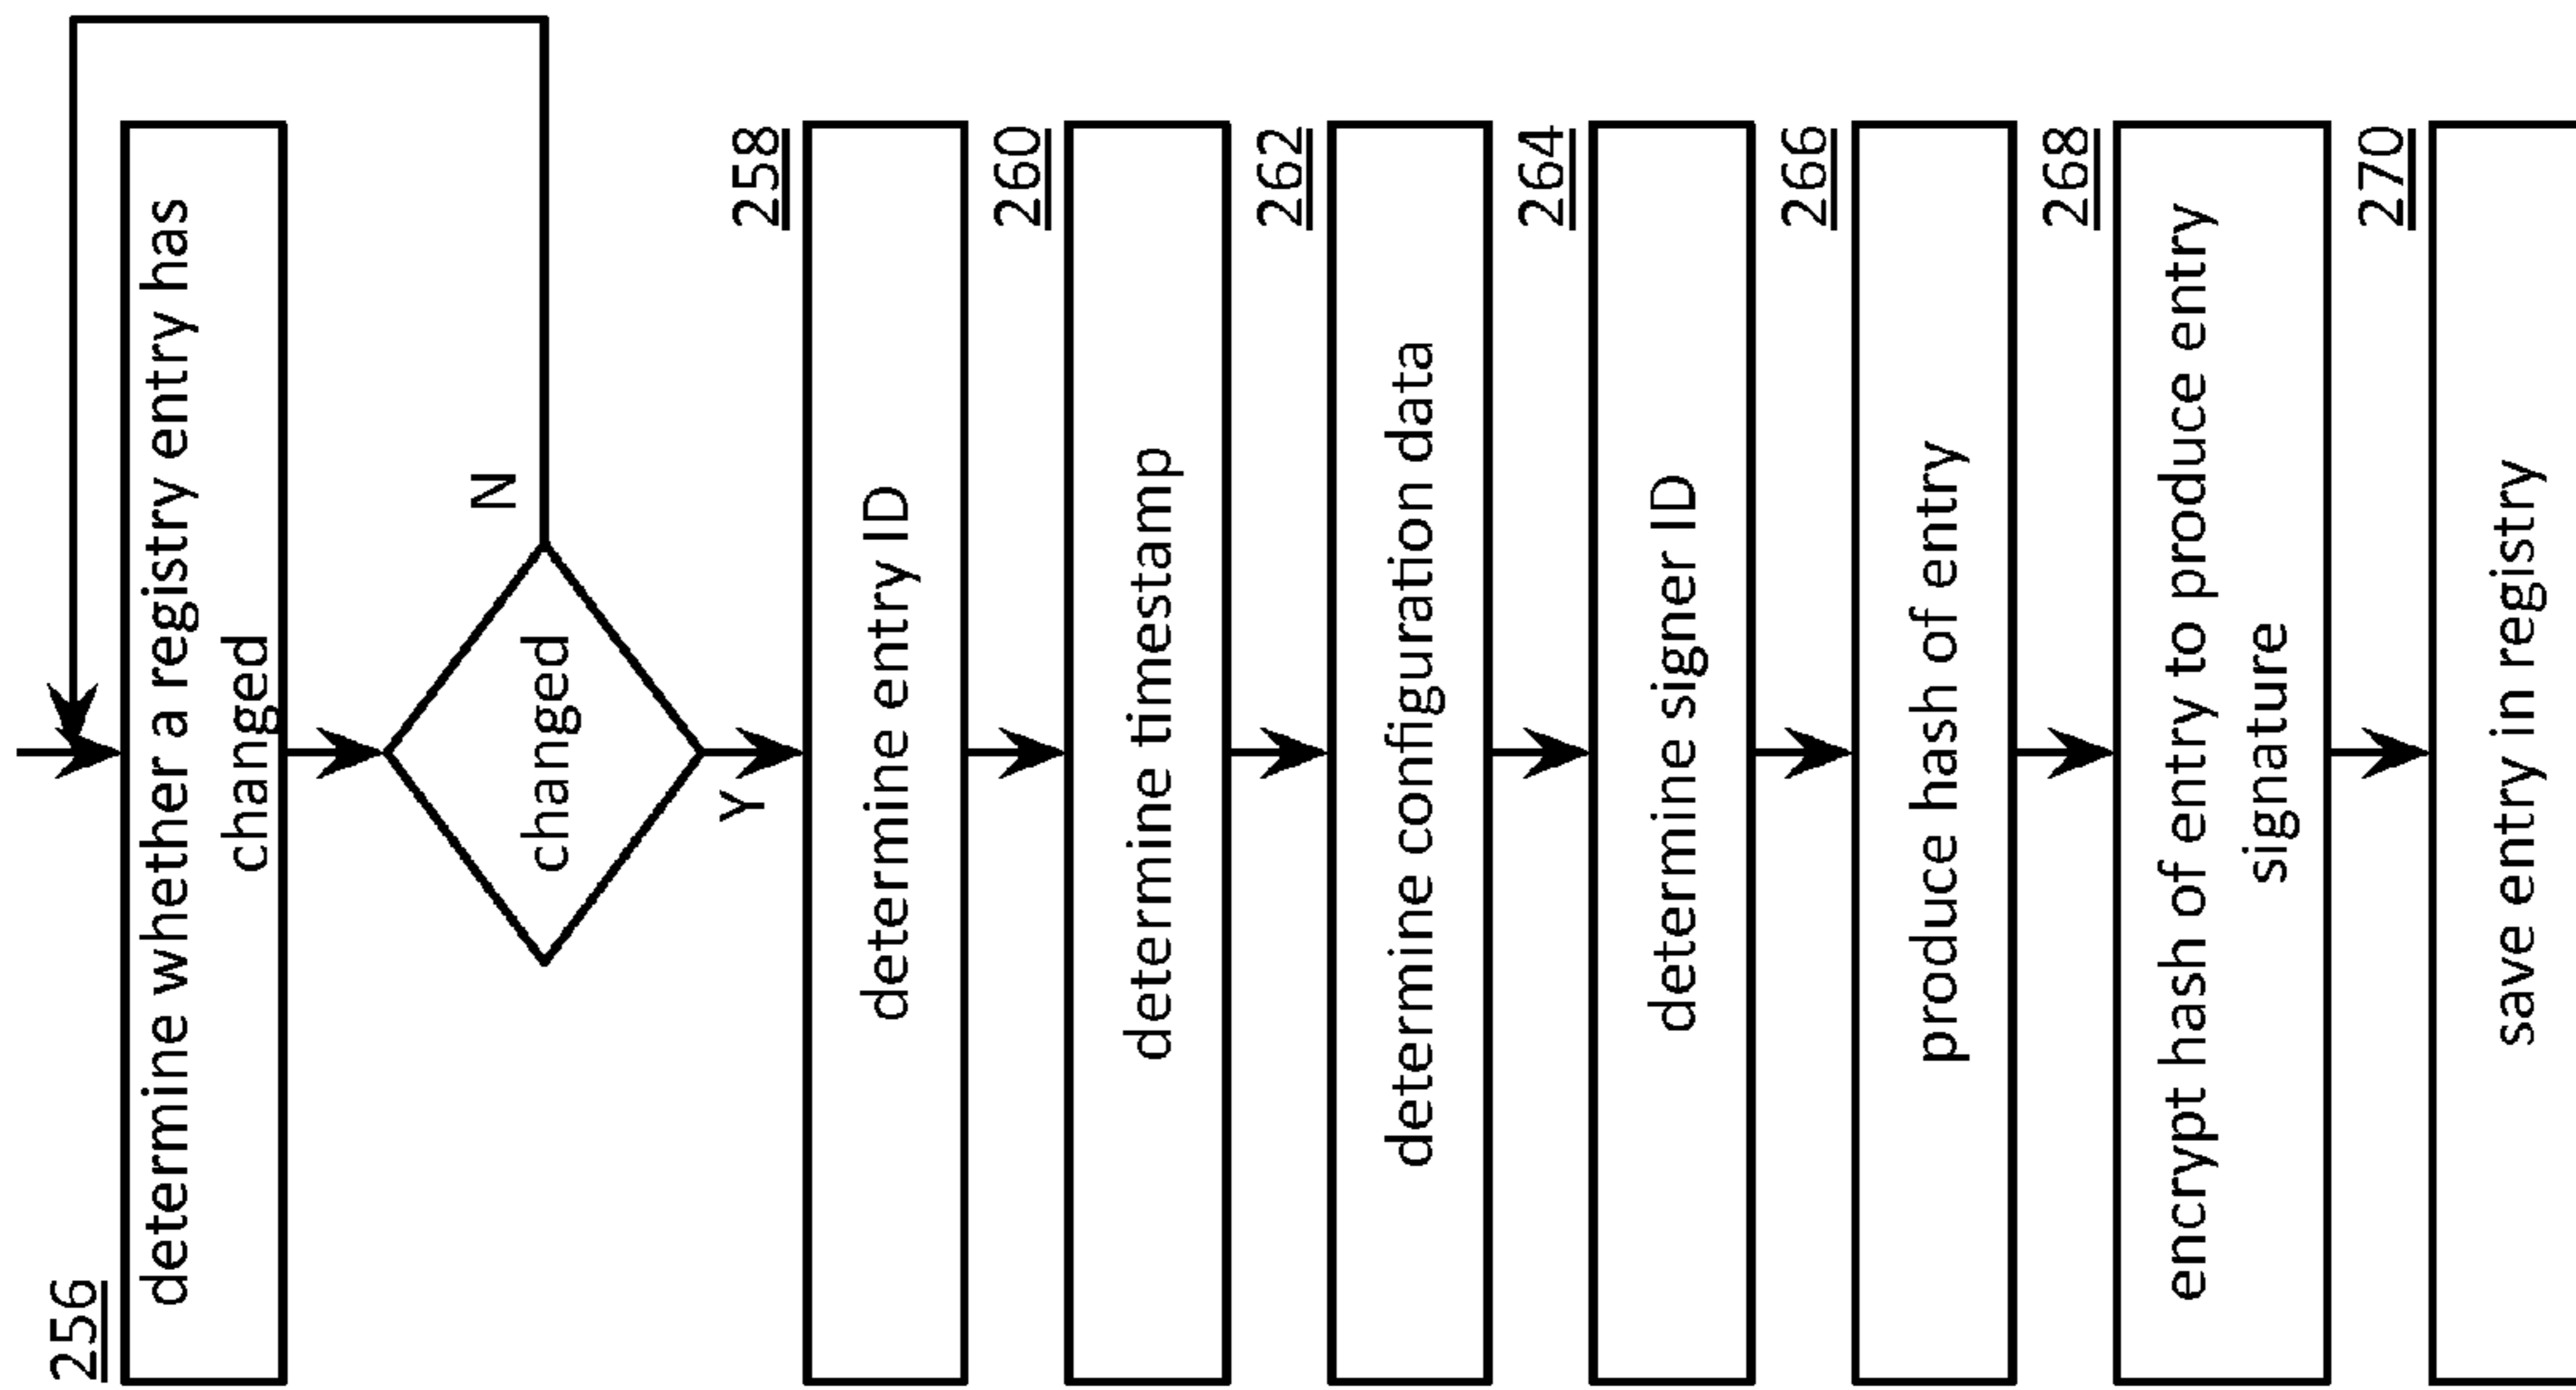 256
determine whether a registry entry has
changed
changed
N
Y
258
determine entry ID
260
determine timestamp
262
determine configuration data
264
determine signer ID
266
produce hash of entry
268
encrypt hash of entry to produce entry
signature
270
save entry in registry